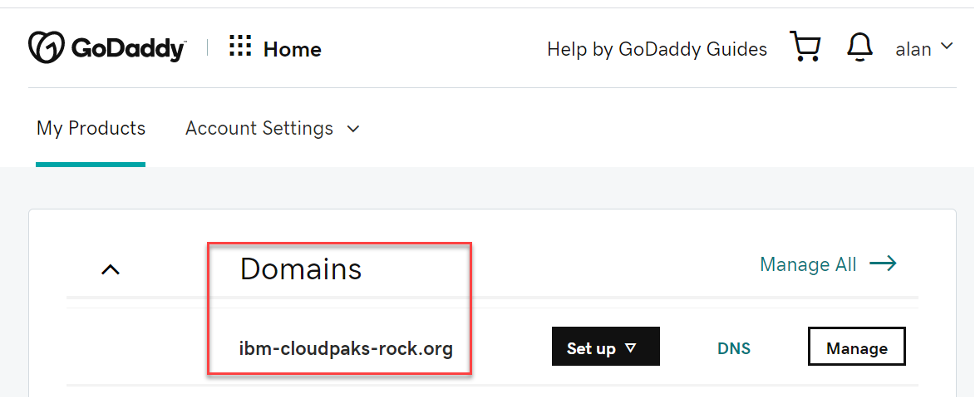 GoDaddy Home Help by GoDaddy Guides alan
My Products Account Settings
Domains Manage All
ibm-cloudpaks-rock.org Set up DNS Manage